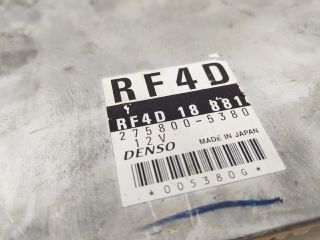 RF4D
RF4D 18 881
275800-5380
12V
DENSO MADE IN JAPAN
*005380G*